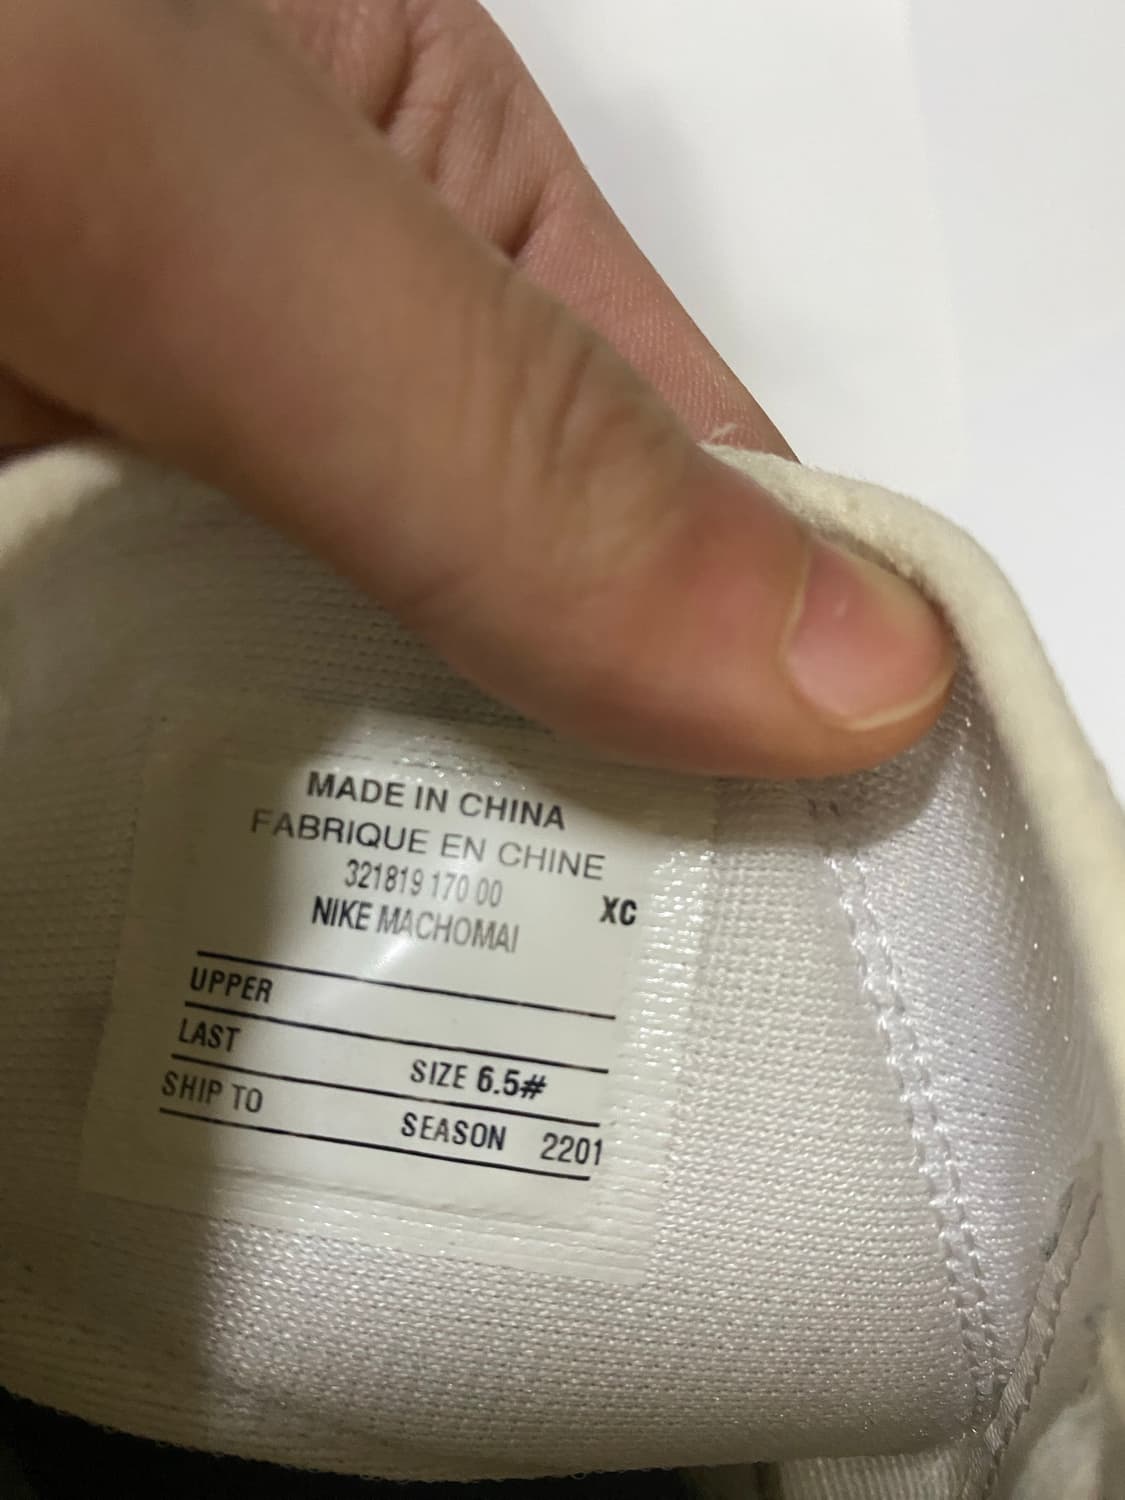 MADE IN CHINA
FABRIQUE EN CHINE
321819 170 00
XC
NIKE MACHOMAI
UPPER
LAST
SIZE 6.5#
SHIP TO
SEASON 2201